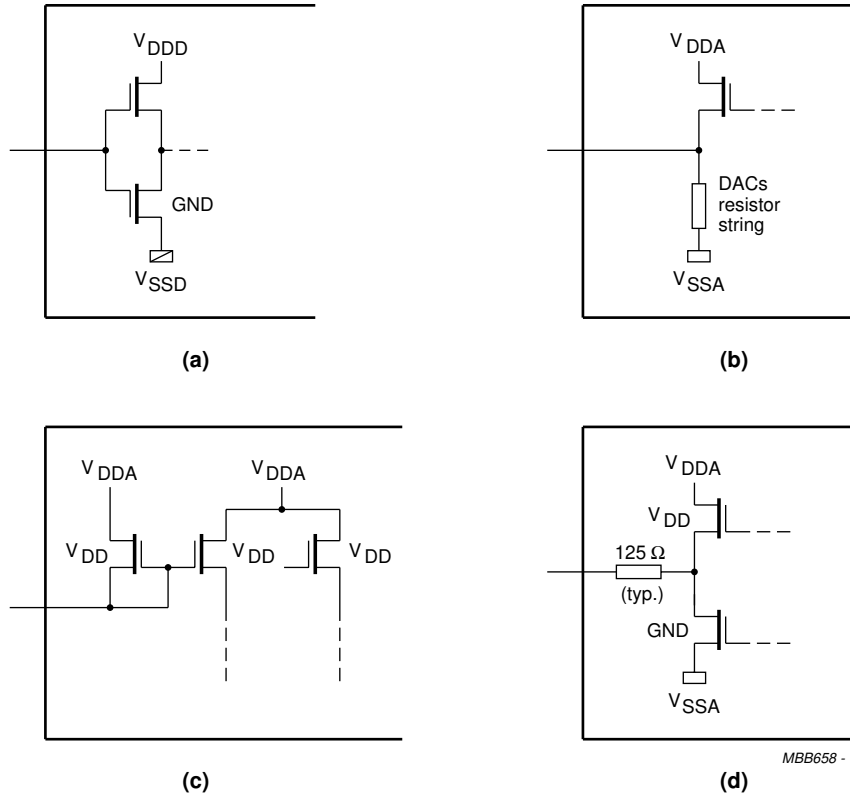 V DDD
GND
V SSD
(a)
V DDA
DACs
resistor
string
V SSA
(b)
V DDA
V DDA
V DD
V DD
V DD
(c)
V DDA
V DD
125 Ω
(typ.)
GND
V SSA
MBB658 -
(d)